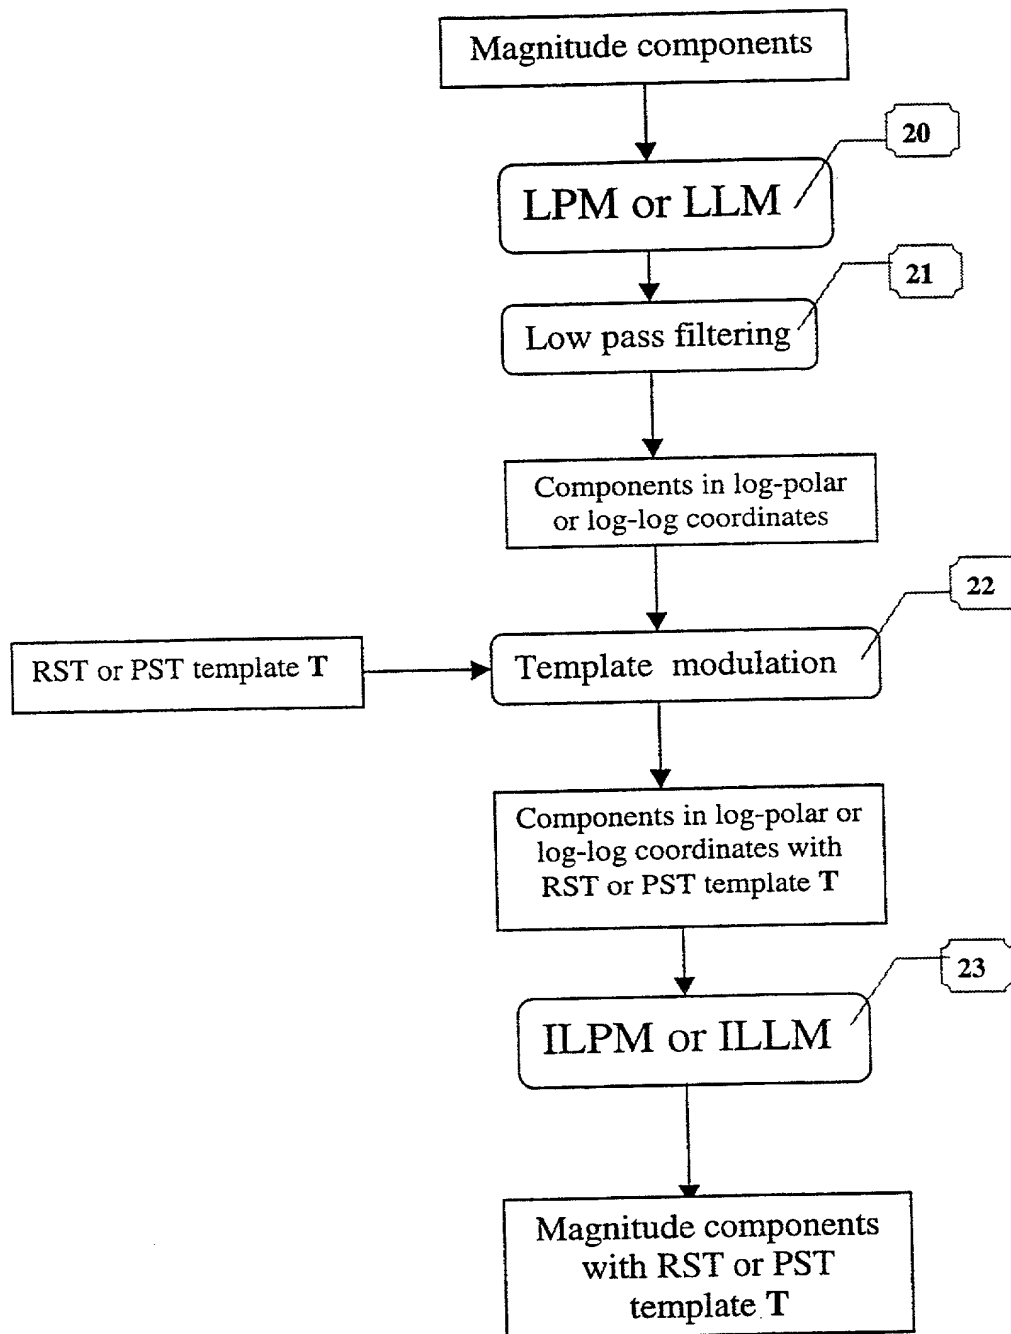 Magnitude components
20
LPM or LLM
21
Low pass filtering
Components in log-polar
or log-log coordinates
22
RST or PST template T
Template modulation
Components in log-polar or
log-log coordinates with
RST or PST template T
23
ILPM or ILLM
Magnitude components
with RST or PST
template T